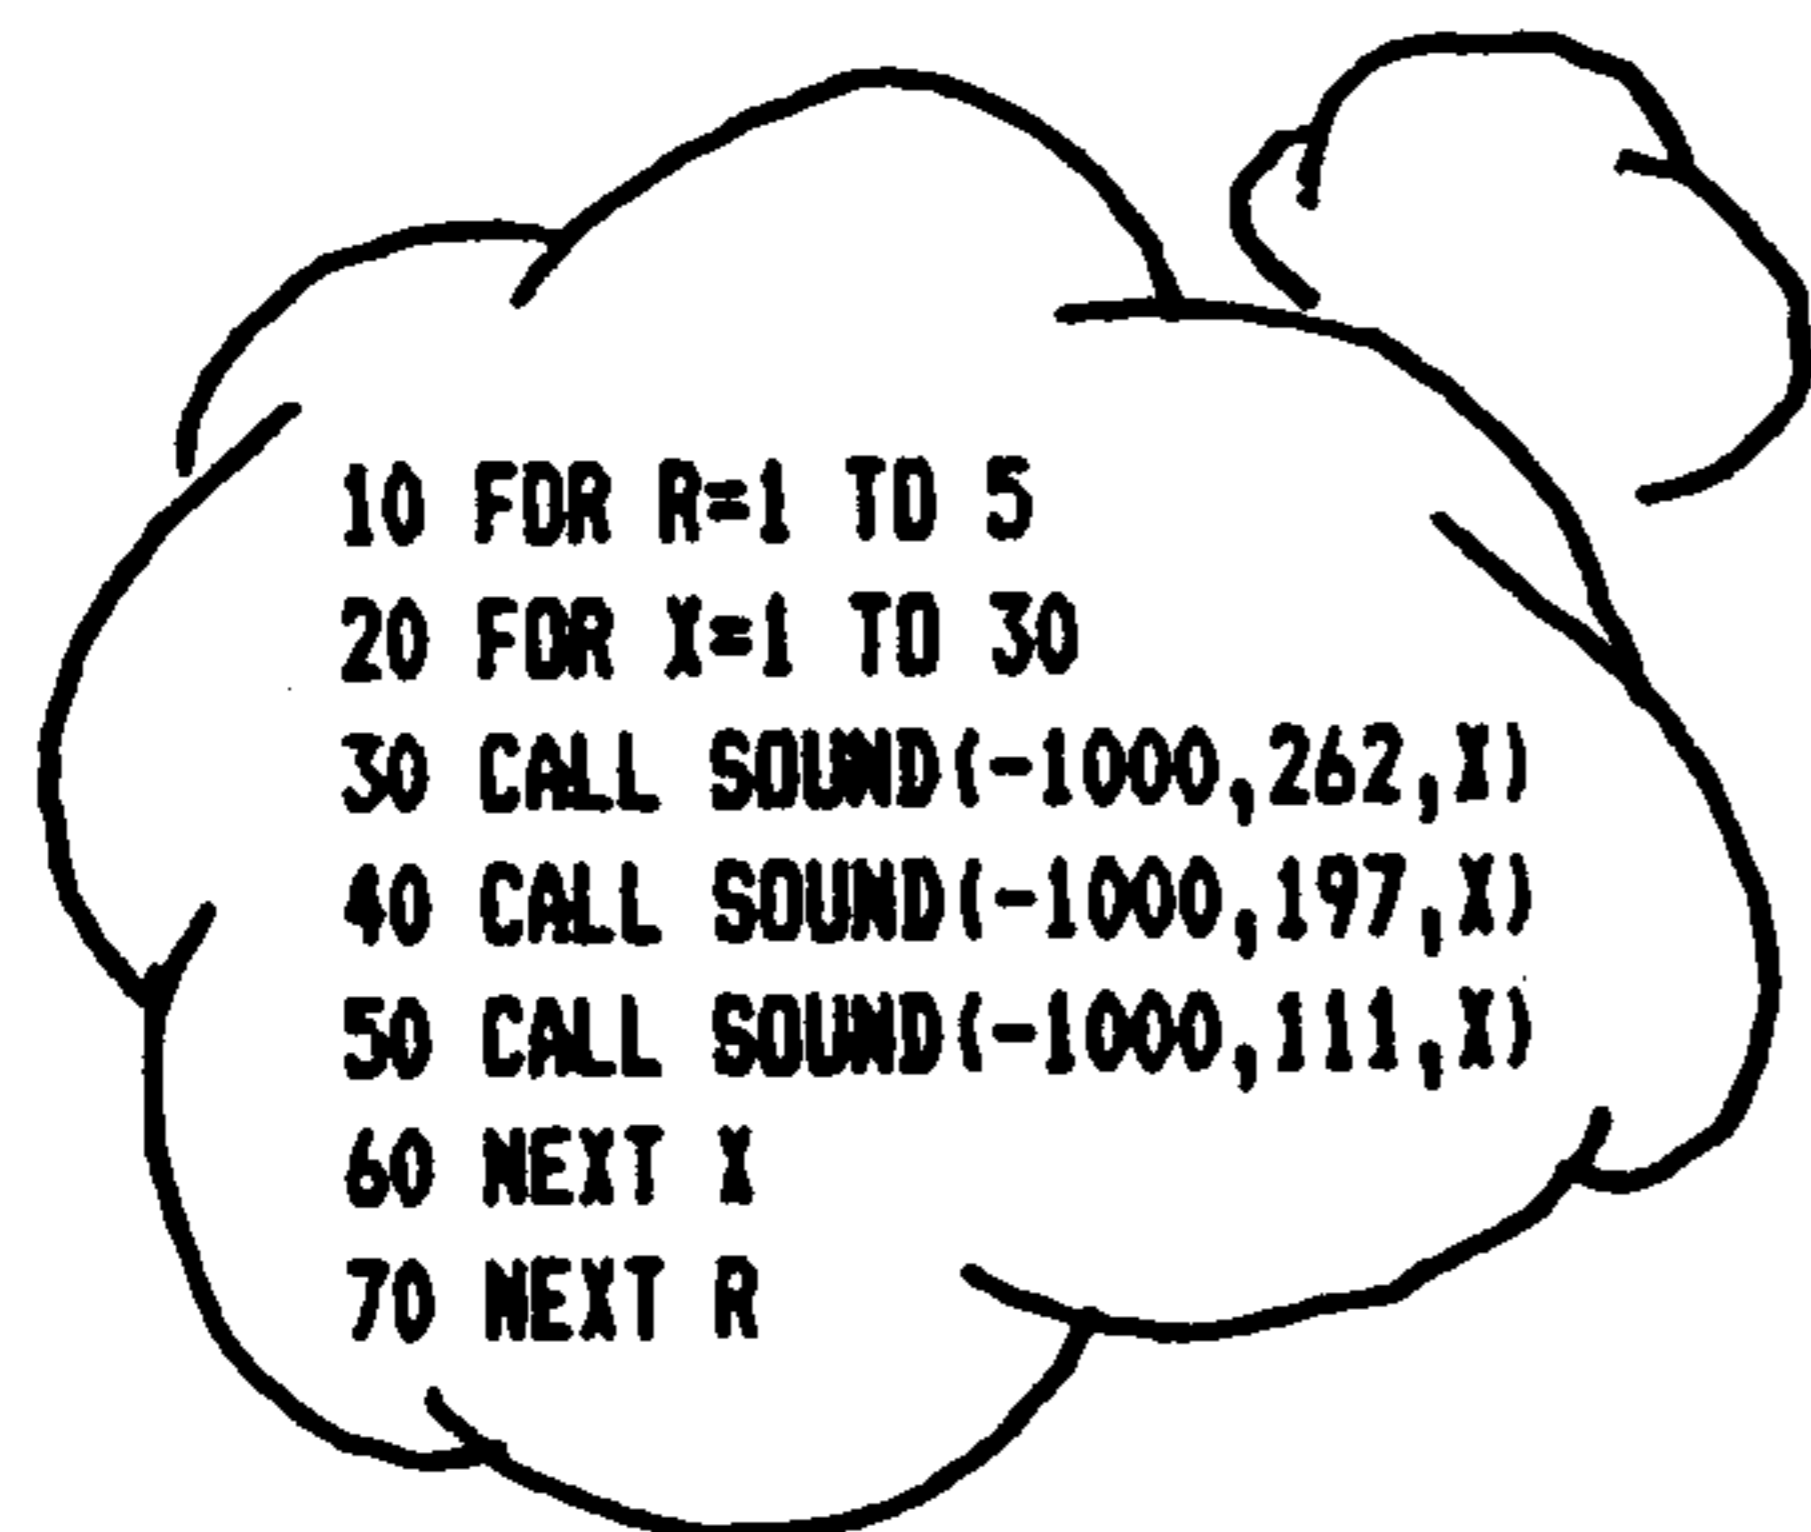 10 FOR R=1 TO 5
20 FOR X=1 TO 30
30 CALL SOUND(-1000,262,X)
40 CALL SOUND(-1000,197,X)
50 CALL SOUND(-1000,111,X)
60 NEXT X
70 NEXT R